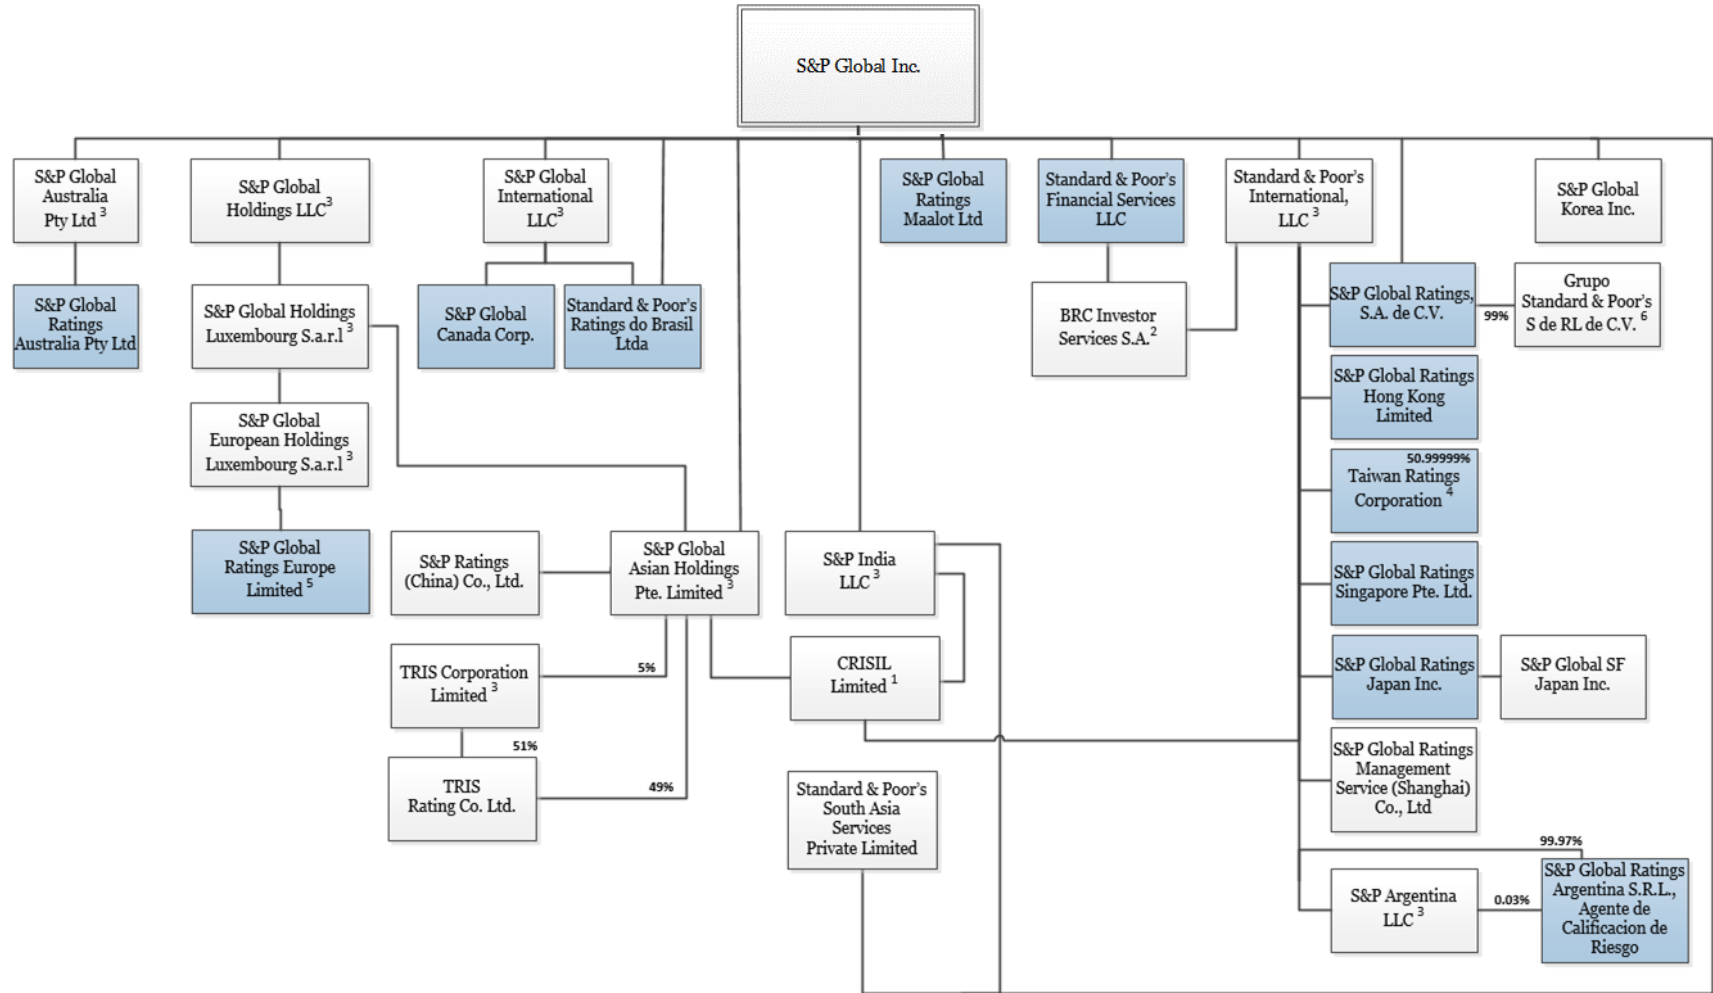 S&P Global Inc.
S&P Global
Australia
Pty Ltd 3
S&P Global
Holdings LLC3
S&P Global
International
LLC3
S&P Global
Ratings
Maalot Ltd
Standard & Poor's
Financial Services
LLC
Standard & Poor's
International,
LLC 3
S&P Global
Korea Inc.
S&P Global
Ratings
Australia Pty Ltd
S&P Global Holdings
Luxembourg S.a.r.l 3
S&P Global
Canada Corp.
Standard & Poor's
Ratings do Brasil
Ltda
BRC Investor
Services S.A.2
S&P Global Ratings,
S.A. de C.V.
99%
Grupo
Standard & Poor's
S de RL de C.V. 6
S&P Global Ratings
Hong Kong
Limited
S&P Global
European Holdings
Luxembourg S.a.r.l 3
50.99999%
Taiwan Ratings
Corporation 4
S&P Global
Ratings Europe
Limited 5
S&P Ratings
(China) Co., Ltd.
S&P Global
Asian Holdings
Pte. Limited 3
S&P India
LLC 3
S&P Global Ratings
Singapore Pte. Ltd.
TRIS Corporation
Limited 3
5%
CRISIL
Limited 1
S&P Global Ratings
Japan Inc.
S&P Global SF
Japan Inc.
51%
TRIS
Rating Co. Ltd.
49%
Standard & Poor's
South Asia
Services
Private Limited
S&P Global Ratings
Management
Service (Shanghai)
Co., Ltd
99.97%
S&P Argentina
LLC 3
0.03%
S&P Global Ratings
Argentina S.R.L.,
Agente de
Calificacion de
Riesgo